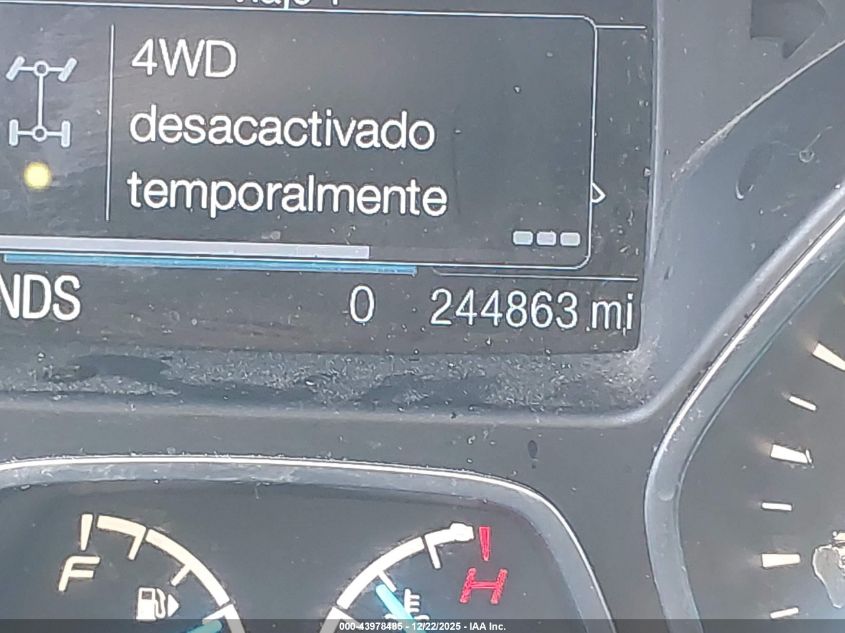 4WD
desacactivado
temporalmente
NDS 0 244863 mi
F H
000-43978485 - 12/22/2025 - IAA Inc.